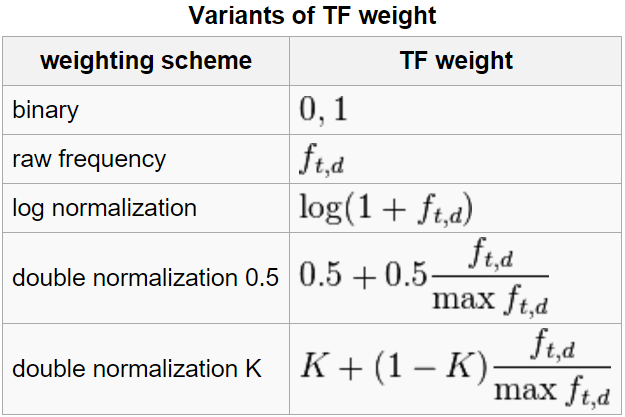 Variants of TF weight
weighting scheme TF weight
binary 0, 1
raw frequency f_{t,d}
log normalization log(1 + f_{t,d})
double normalization 0.5 0.5 + 0.5 \frac{f_{t,d}}{\max f_{t,d}}
double normalization K K + (1 − K) \frac{f_{t,d}}{\max f_{t,d}}